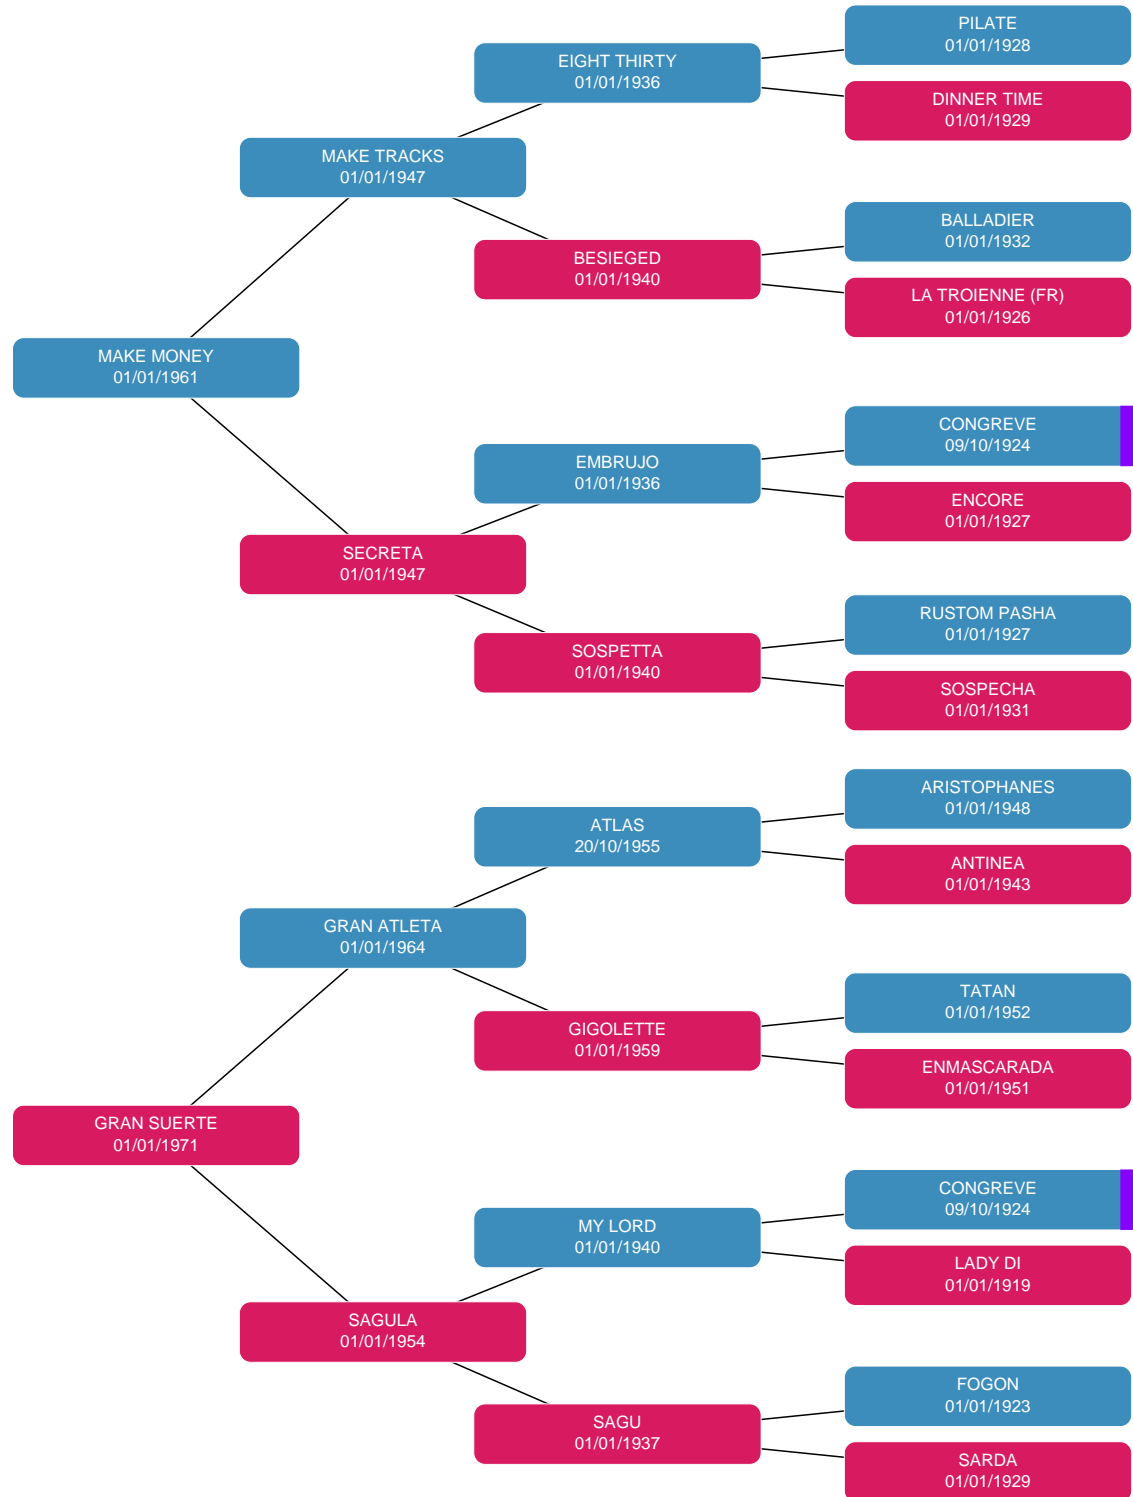 PILATE
01/01/1928
EIGHT THIRTY
01/01/1936
DINNER TIME
01/01/1929
MAKE TRACKS
01/01/1947
BALLADIER
01/01/1932
BESIEGED
01/01/1940
LA TROIENNE (FR)
01/01/1926
MAKE MONEY
01/01/1961
CONGREVE
09/10/1924
EMBRUJO
01/01/1936
ENCORE
01/01/1927
SECRETA
01/01/1947
RUSTOM PASHA
01/01/1927
SOSPETTA
01/01/1940
SOSPECHA
01/01/1931
ARISTOPHANES
01/01/1948
ATLAS
20/10/1955
ANTINEA
01/01/1943
GRAN ATLETA
01/01/1964
TATAN
01/01/1952
GIGOLETTE
01/01/1959
ENMASCARADA
01/01/1951
GRAN SUERTE
01/01/1971
CONGREVE
09/10/1924
MY LORD
01/01/1940
LADY DI
01/01/1919
SAGULA
01/01/1954
FOGON
01/01/1923
SAGU
01/01/1937
SARDA
01/01/1929